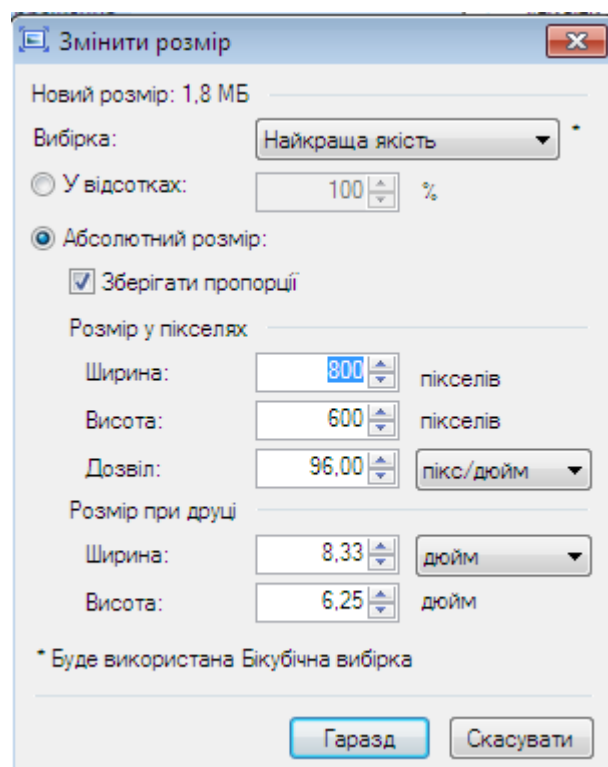 Змінити розмір
Новий розмір: 1,8 МБ
Вибірка: Найкраща якість *
У відсотках: 100 %
Абсолютний розмір:
Зберігати пропорції
Розмір у пікселях
Ширина: 800 пікселів
Висота: 600 пікселів
Дозвіл: 96,00 пікс/дюйм
Розмір при друці
Ширина: 8,33 дюйм
Висота: 6,25 дюйм
* Буде використана Бікубічна вибірка
Гаразд Скасувати